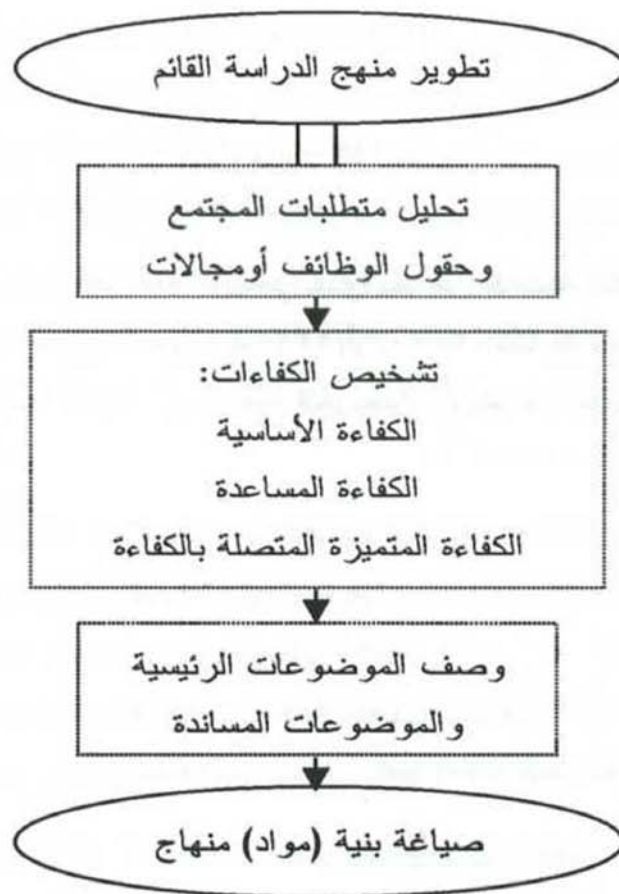 تطوير منهج الدراسة القائم
تحليل متطلبات المجتمع
وحقول الوظائف أومجالات
تشخيص الكفاءات:
الكفاءة الأساسية
الكفاءة المساعدة
الكفاءة المتميزة المتصلة بالكفاءة
وصف الموضوعات الرئيسية
والموضوعات المساندة
صياغة بنية (مواد) منهاج